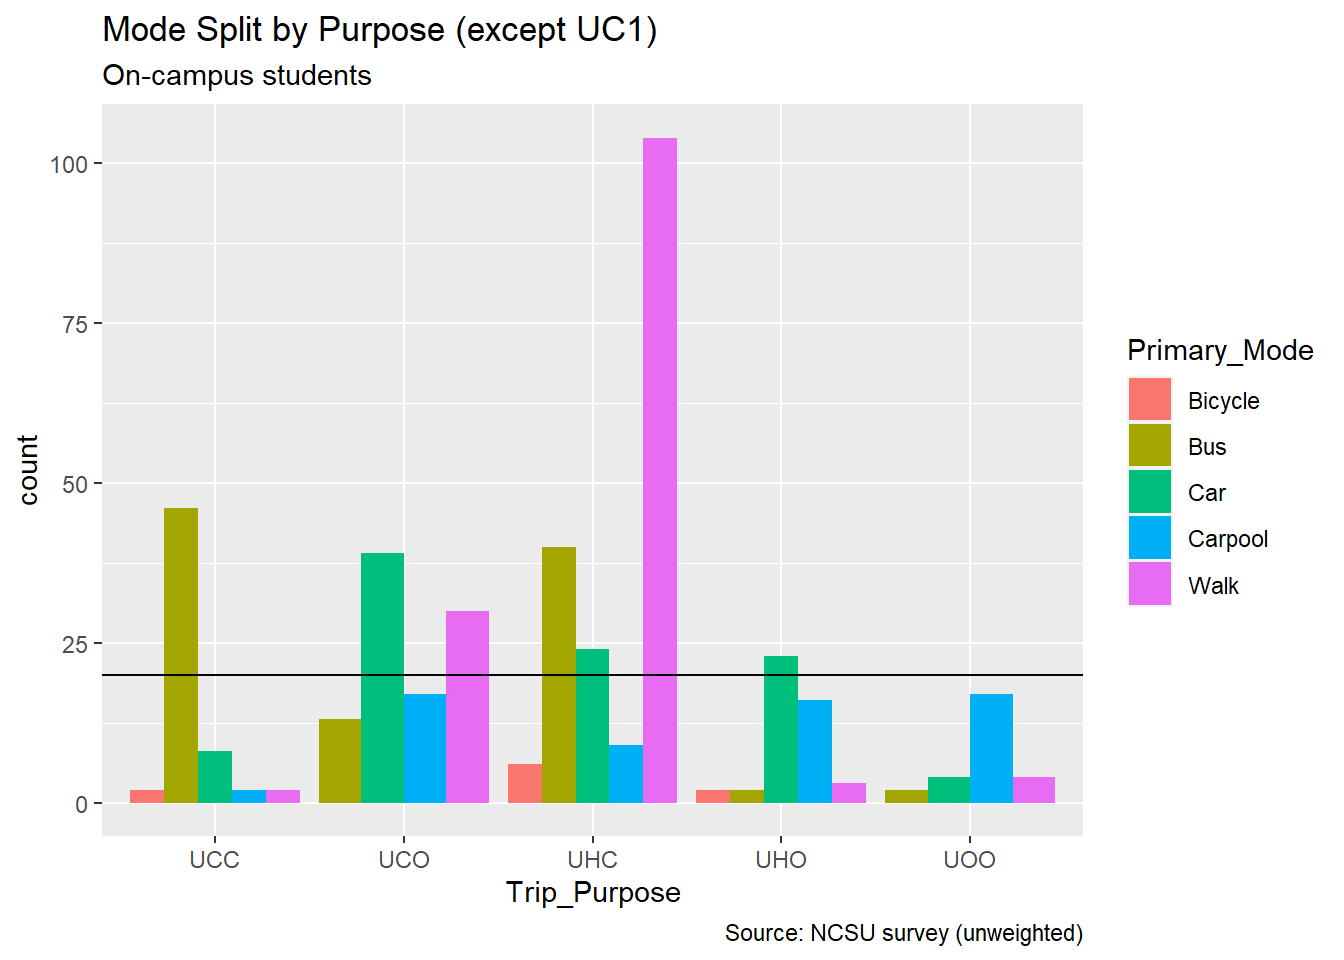 Mode Split by Purpose (except UC1)
On-campus students
100
75
50
25
0
count
UCC UCO UHC UHO UOO
Trip_Purpose
Primary_Mode
Bicycle
Bus
Car
Carpool
Walk
Source: NCSU survey (unweighted)